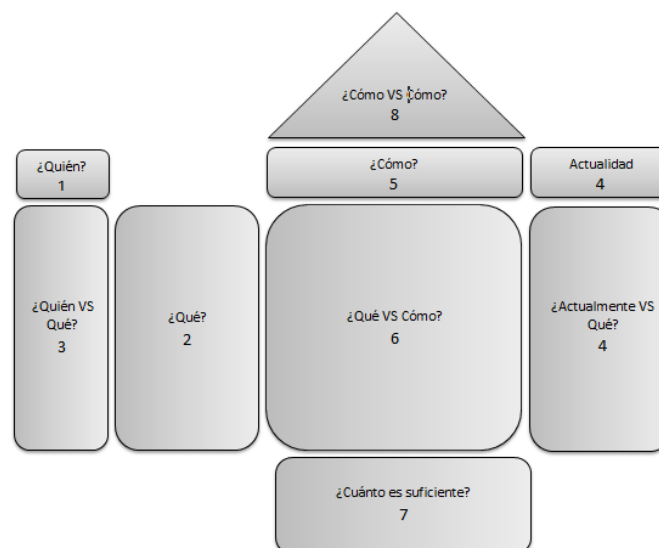 ¿Cómo VS Cómo?
8
¿Quién?
1
¿Cómo?
5
Actualidad
4
¿Quién VS
Qué?
3
¿Qué?
2
¿Qué VS Cómo?
6
¿Actualmente VS
Qué?
4
¿Cuánto es suficiente?
7